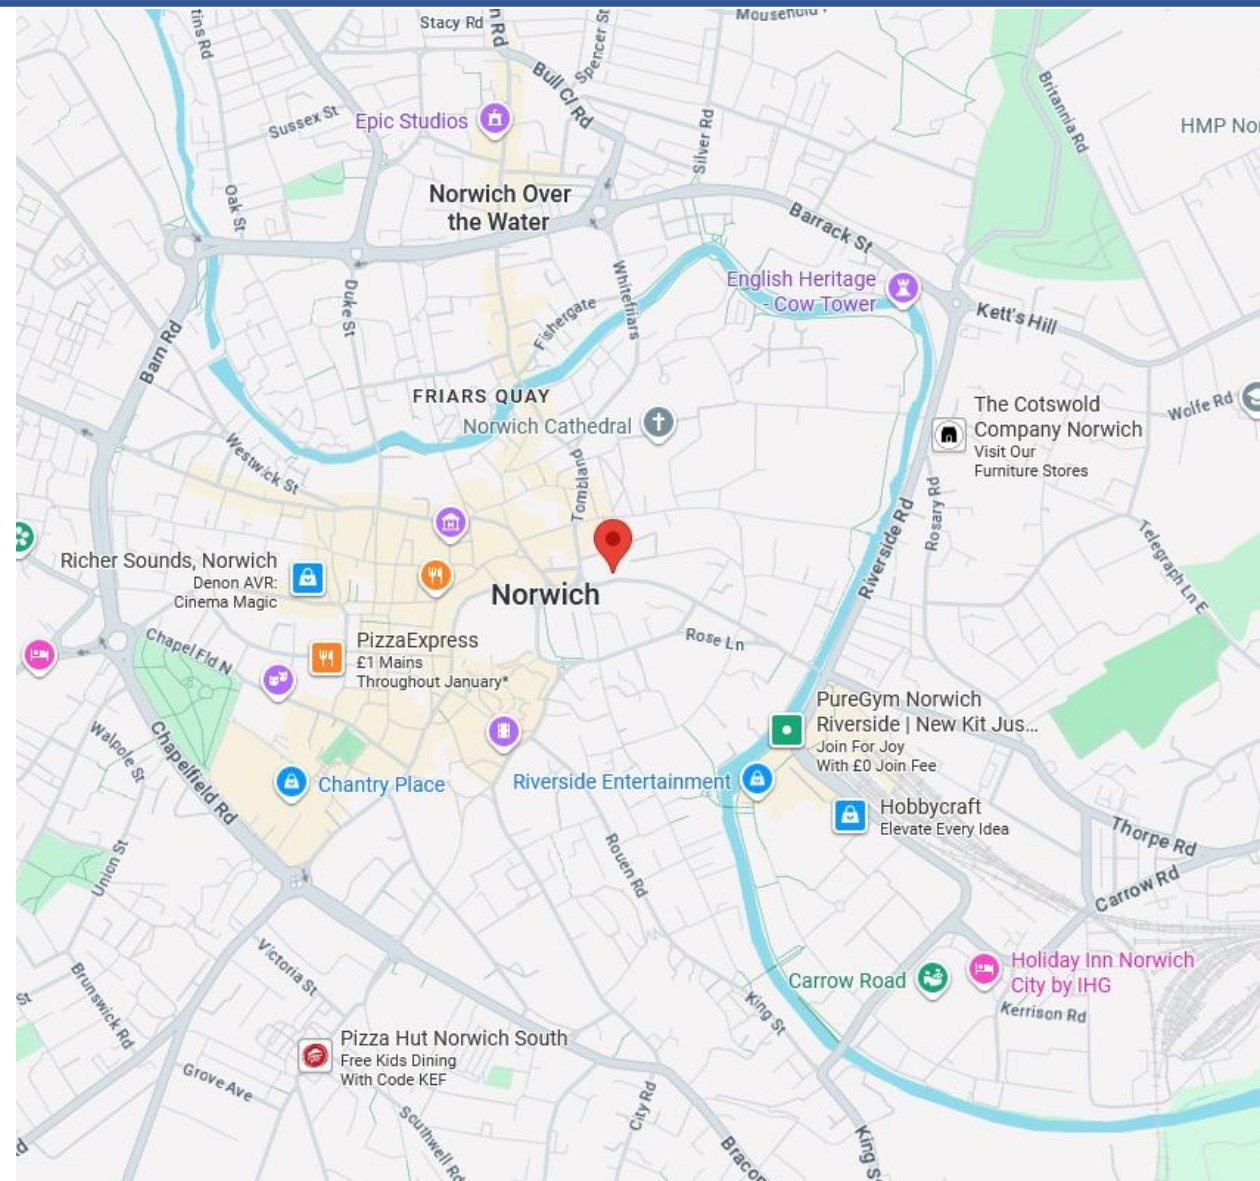 Stacy Rd
Spencer St
Bull Cl Rd
Silver Rd
Britannia Rd
Sussex St
Epic Studios
HMP
Oak St
Norwich Over
the Water
Barrack St
Whitefriars
English Heritage
- Cow Tower
Duke St
Fishergate
Kett's Hill
Barn Rd
FRIARS QUAY
Norwich Cathedral
The Cotswold
Company Norwich
Visit Our
Furniture Stores
Wolfe Rd
Westwick St
Tombland
Rosary Rd
Riverside Rd
Telegraph Ln E
Richer Sounds, Norwich
Denon AVR:
Cinema Magic
Norwich
Chapel Fld N
PizzaExpress
£1 Mains
Throughout January*
Rose Ln
PureGym Norwich
Riverside | New Kit Jus...
Join For Joy
With £0 Join Fee
Walpole St
Chapelfield Rd
Chantry Place
Riverside Entertainment
Hobbycraft
Elevate Every Idea
Union St
Rouen Rd
Thorpe Rd
Carrow Rd
Victoria St
Brunswick Rd
Carrow Road
Holiday Inn Norwich
City by IHG
Kerrison Rd
King St
Pizza Hut Norwich South
Free Kids Dining
With Code KEF
Grove Ave
Southwell Rd
City Rd
King S